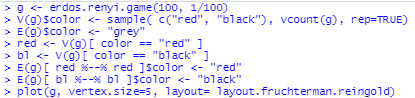 > g <- erdos.renyi.game(100, 1/100)
> V(g)$color <- sample( c("red", "black"), vcount(g), rep=TRUE)
> E(g)$color <- "grey"
> red <- V(g)[ color == "red" ]
> bl <- V(g)[ color == "black" ]
> E(g)[ red %--% red ]$color <- "red"
> E(g)[ bl %--% bl ]$color <- "black"
> plot(g, vertex.size=5, layout= layout.fruchterman.reingold)